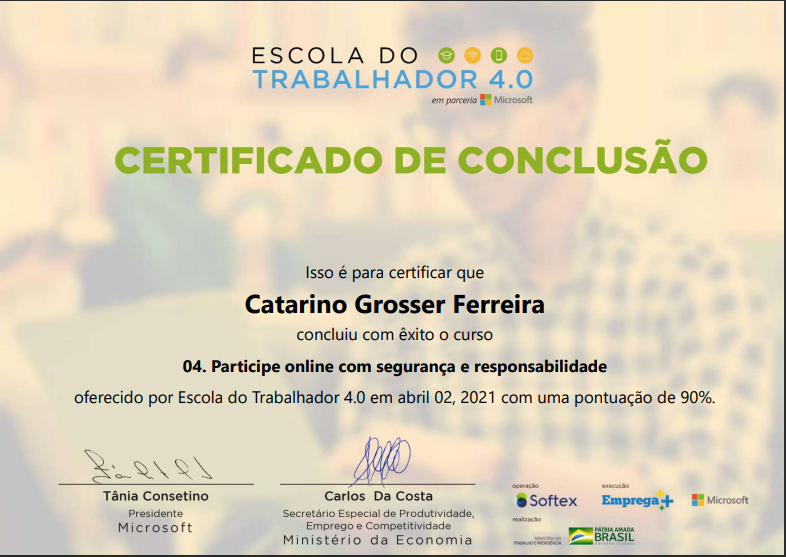 ESCOLA DO
TRABALHADOR 4.0
em parceria Microsoft
CERTIFICADO DE CONCLUSÃO
Isso é para certificar que
Catarino Grosser Ferreira
concluiu com êxito o curso
04. Participe online com segurança e responsabilidade
oferecido por Escola do Trabalhador 4.0 em abril 02, 2021 com uma pontuação de 90%.
Tânia Consetino
Presidente
Microsoft
Carlos Da Costa
Secretário Especial de Produtividade,
Emprego e Competitividade
Ministério da Economia
operação
Softex
execução
Emprega+
Microsoft
realização
MINISTÉRIO DO
TRABALHO E PREVIDÊNCIA
PÁTRIA AMADA
BRASIL
GOVERNO FEDERAL